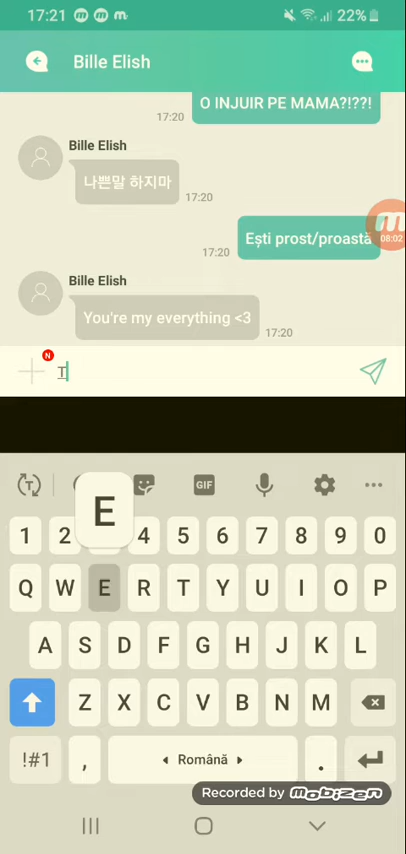 17:21
22%
Bille Elish
O INJUIR PE MAMA?!??!
17:20
Bille Elish
나쁜말 하지마
17:20
08:02
Ești prost/proastă
17:20
Bille Elish
You're my everything <3
17:20
N
T
GIF
E
1 2 4 5 6 7 8 9 0
Q W E R T Y U I O P
A S D F G H J K L
Z X C V B N M
!#1 , Română .
Recorded by mobizen